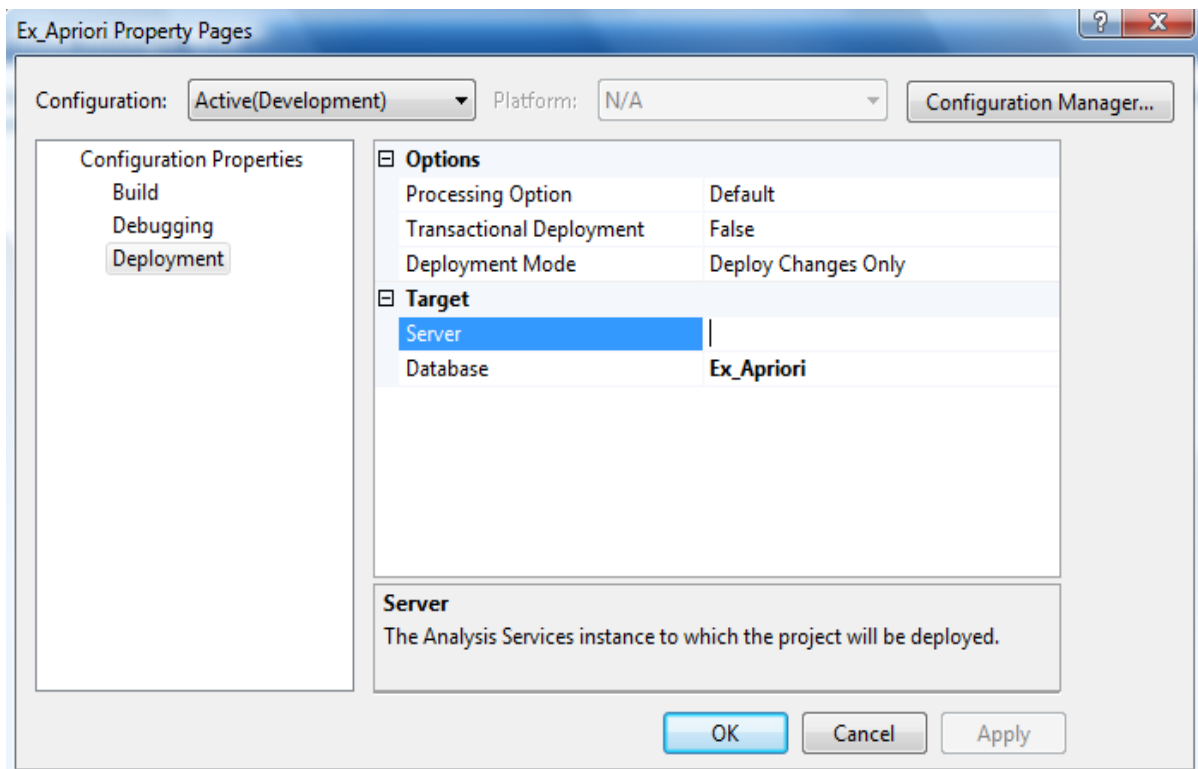 Ex_Apriori Property Pages
Configuration: Active(Development) Platform: N/A Configuration Manager...
Configuration Properties
Build
Debugging
Deployment
Options
Processing Option Default
Transactional Deployment False
Deployment Mode Deploy Changes Only
Target
Server
Database Ex_Apriori
Server
The Analysis Services instance to which the project will be deployed.
OK Cancel Apply